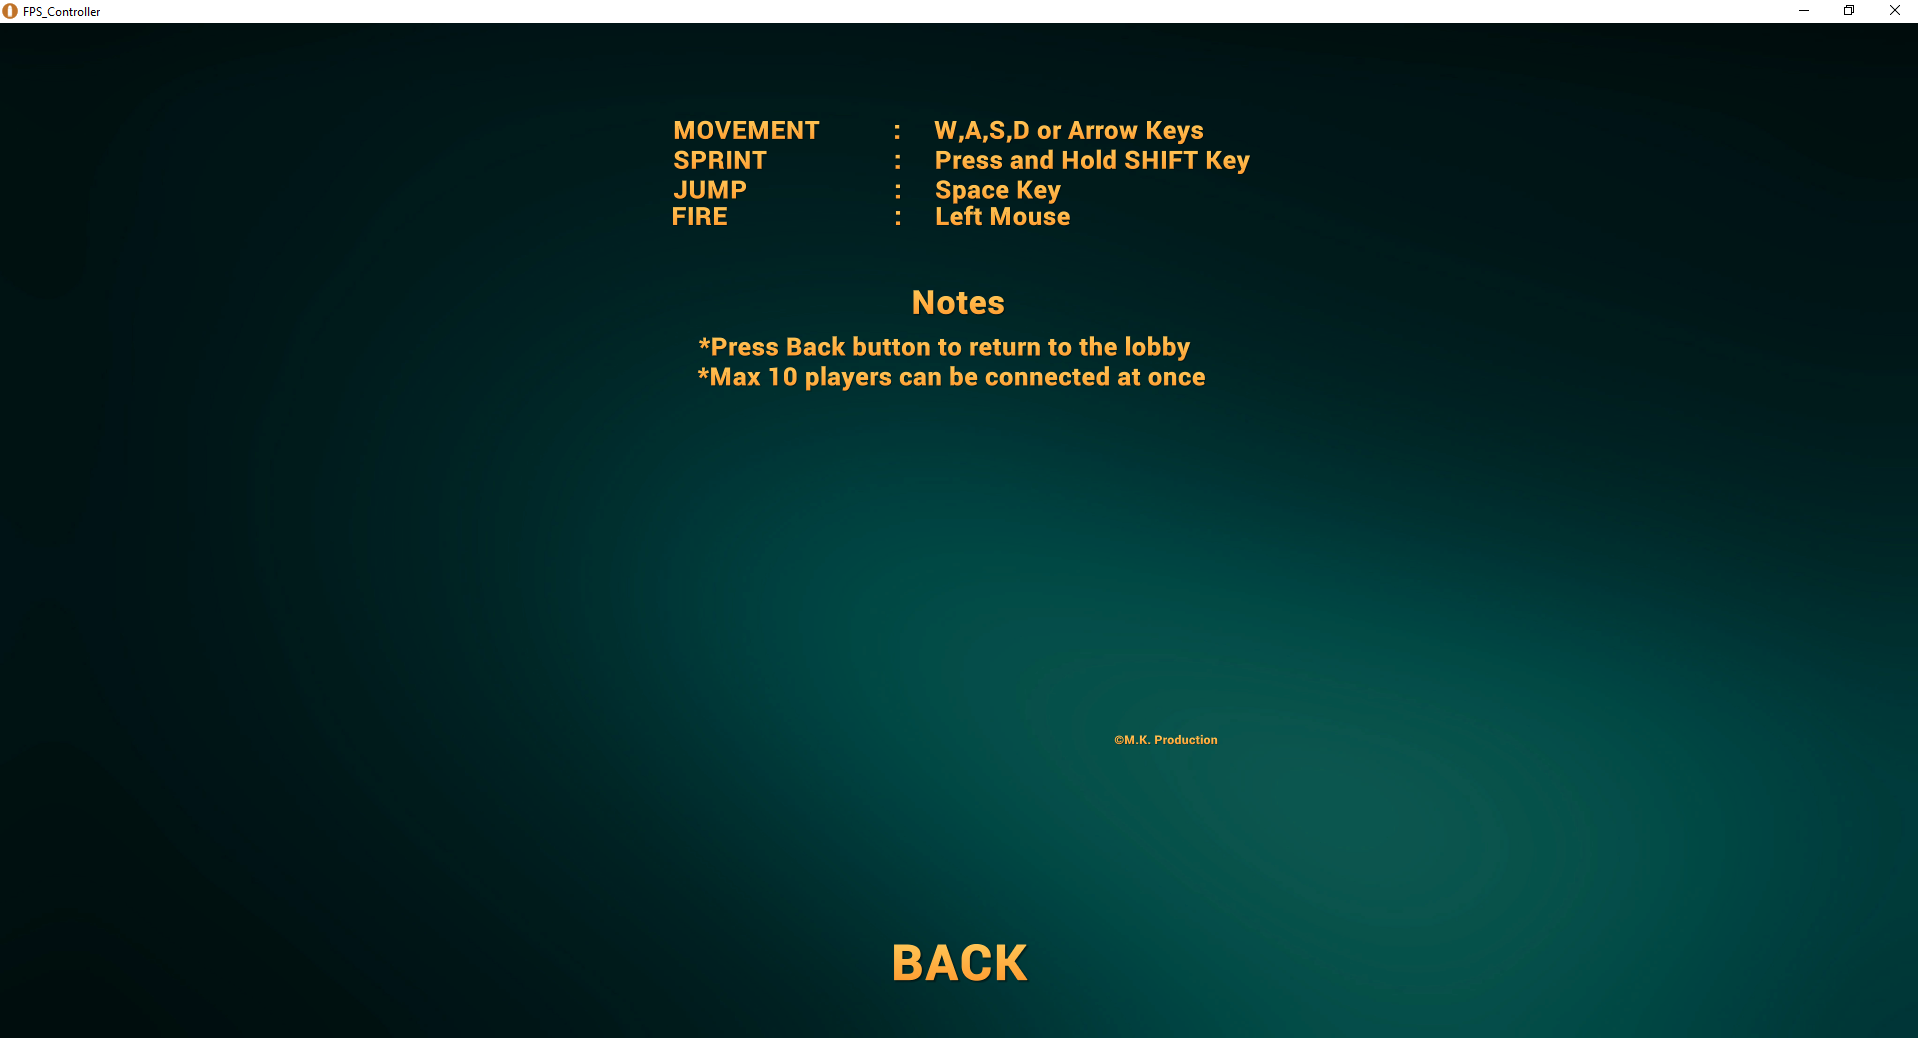 FPS_Controller
MOVEMENT : W,A,S,D or Arrow Keys
SPRINT : Press and Hold SHIFT Key
JUMP : Space Key
FIRE : Left Mouse
Notes
*Press Back button to return to the lobby
*Max 10 players can be connected at once
©M.K. Production
BACK